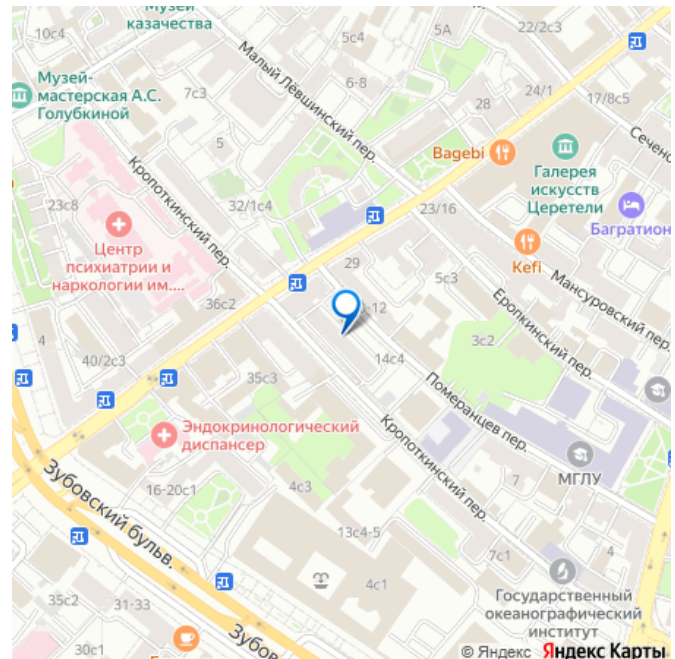 Музей
казачества
10с4
5с4
5А
22/2с3
Музей-
мастерская А.С.
Голубкиной
7с3
6-8
Малый Лёвшинский пер.
24/1
17/8с5
28
5
Bagebi
Галерея
искусств
Церетели
Сечено
Кропоткинский пер.
23с8
32/1с4
23/16
Багратион
Центр
психиатрии и
наркологии им....
Kefi
29
5с3
Мансуровский пер.
36с2
12
4
3с2
Еропкинский пер.
40/2с3
14с4
35с3
Померанцев пер.
Эндокринологический
диспансер
Кропоткинский пер.
МГЛУ
Зубовский бульв.
16-20с1
4с3
7
13с4-5
7с1
4
4с1
Государственный
океанографический
институт
35с2
31-33
Зубов
30с1
© Яндекс Яндекс Карты